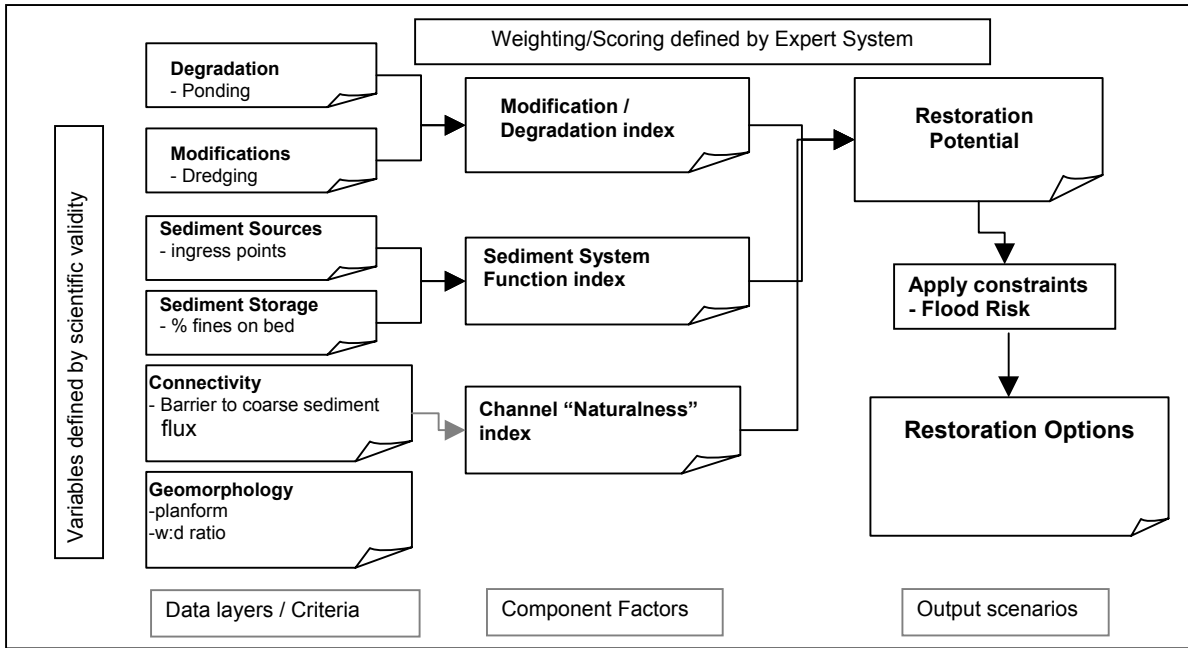 Weighting/Scoring defined by Expert System
Variables defined by scientific validity
Degradation
- Ponding
Modifications
- Dredging
Sediment Sources
- ingress points
Sediment Storage
- % fines on bed
Connectivity
- Barrier to coarse sediment
flux
Geomorphology
-planform
-w:d ratio
Data layers / Criteria
Modification /
Degradation index
Sediment System
Function index
Channel “Naturalness”
index
Component Factors
Restoration
Potential
Apply constraints
- Flood Risk
Restoration Options
Output scenarios